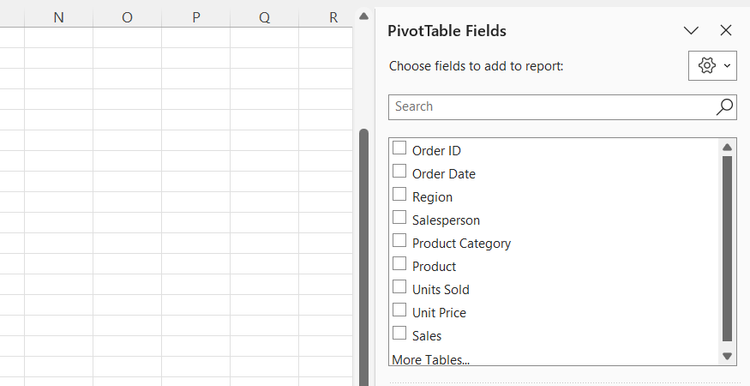 N O P Q R
PivotTable Fields
Choose fields to add to report:
Search
Order ID
Order Date
Region
Salesperson
Product Category
Product
Units Sold
Unit Price
Sales
More Tables...